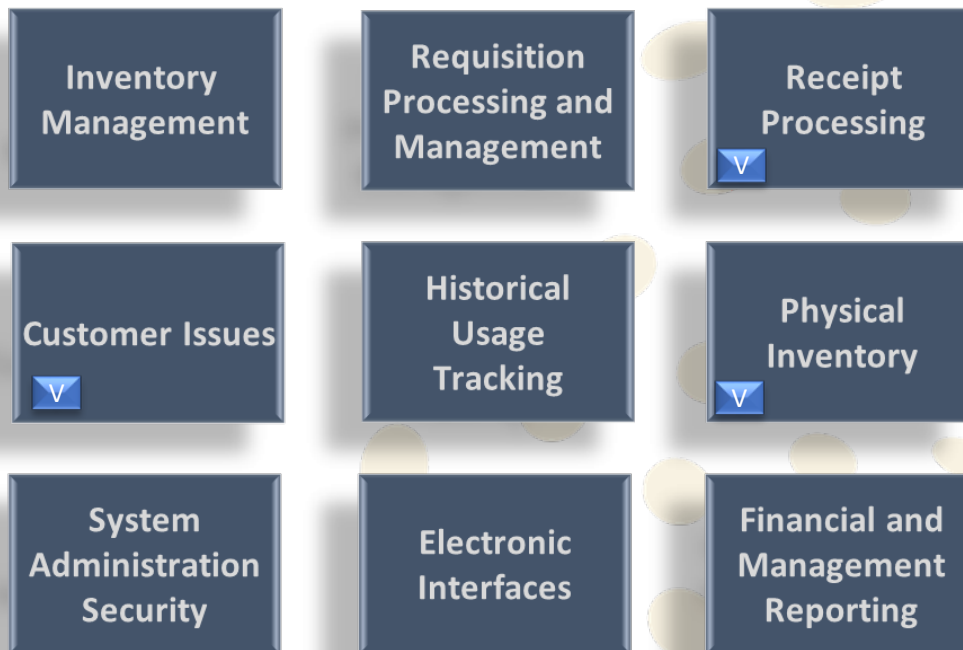 Inventory
Management
Requisition
Processing and
Management
Receipt
Processing
V
Customer Issues
V
Historical
Usage
Tracking
Physical
Inventory
V
System
Administration
Security
Electronic
Interfaces
Financial and
Management
Reporting